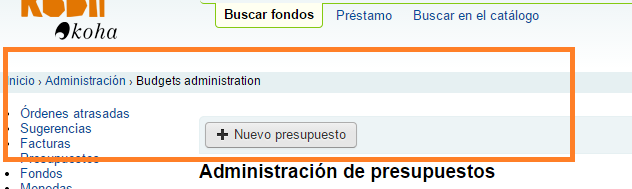 koha
Buscar fondos Préstamo Buscar en el catálogo
Inicio › Administración › Budgets administration
Órdenes atrasadas
Sugerencias
Facturas
Presupuestos
Fondos
Monedas
+ Nuevo presupuesto
Administración de presupuestos